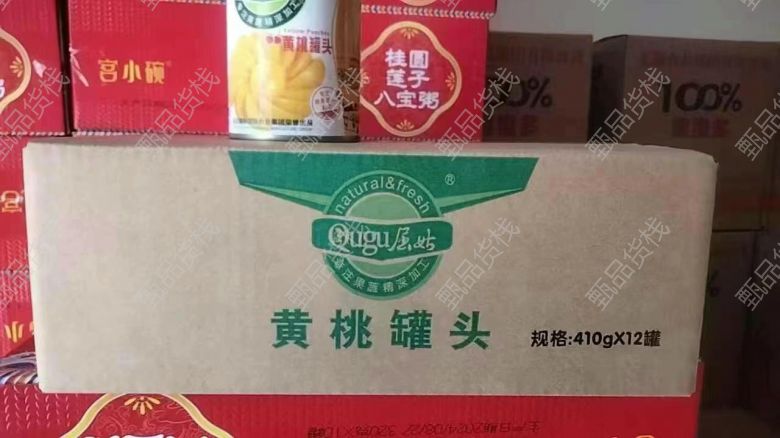 黄桃罐头
宫小碗
桂圆
莲子
八宝粥
100%
100%
natural&fresh
Qugu屈姑
®
专注果蔬精深加工
黄桃罐头
规格:410gX12罐
甄品货栈